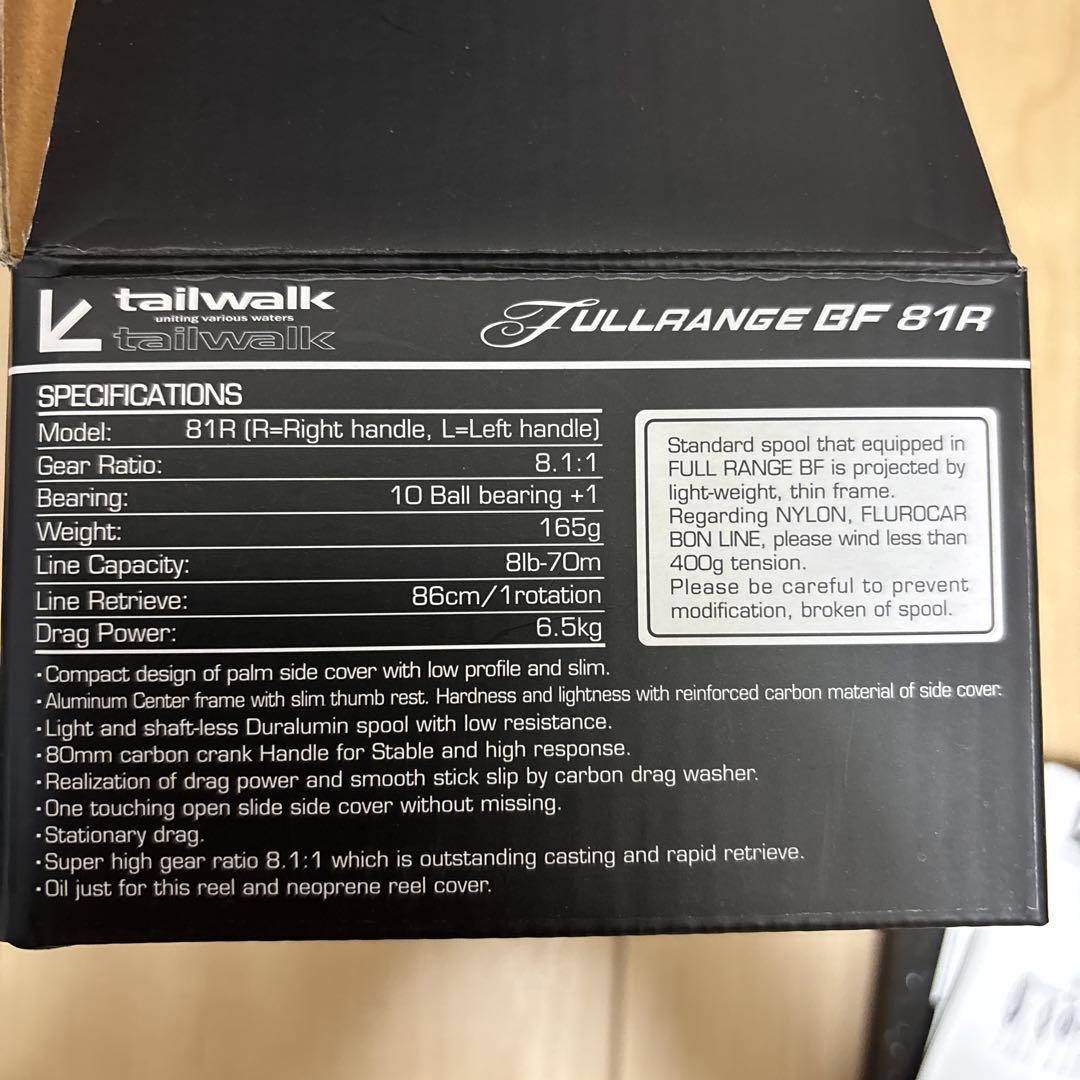 tailwalk
uniting various waters
tailwalk
FULLRANGE BF 81R
SPECIFICATIONS
Model: 81R (R=Right handle, L=Left handle)
Gear Ratio: 8.1:1
Bearing: 10 Ball bearing +1
Weight: 165g
Line Capacity: 8lb-70m
Line Retrieve: 86cm/1rotation
Drag Power: 6.5kg
Standard spool that equipped in
FULL RANGE BF is projected by
light-weight, thin frame.
Regarding NYLON, FLUROCAR
BON LINE, please wind less than
400g tension.
Please be careful to prevent
modification, broken of spool.
·Compact design of palm side cover with low profile and slim.
·Aluminum Center frame with slim thumb rest. Hardness and lightness with reinforced carbon material of side cover.
·Light and shaft-less Duralumin spool with low resistance.
·80mm carbon crank Handle for Stable and high response.
·Realization of drag power and smooth stick slip by carbon drag washer.
·One touching open slide side cover without missing.
·Stationary drag.
·Super high gear ratio 8.1:1 which is outstanding casting and rapid retrieve.
·Oil just for this reel and neoprene reel cover.